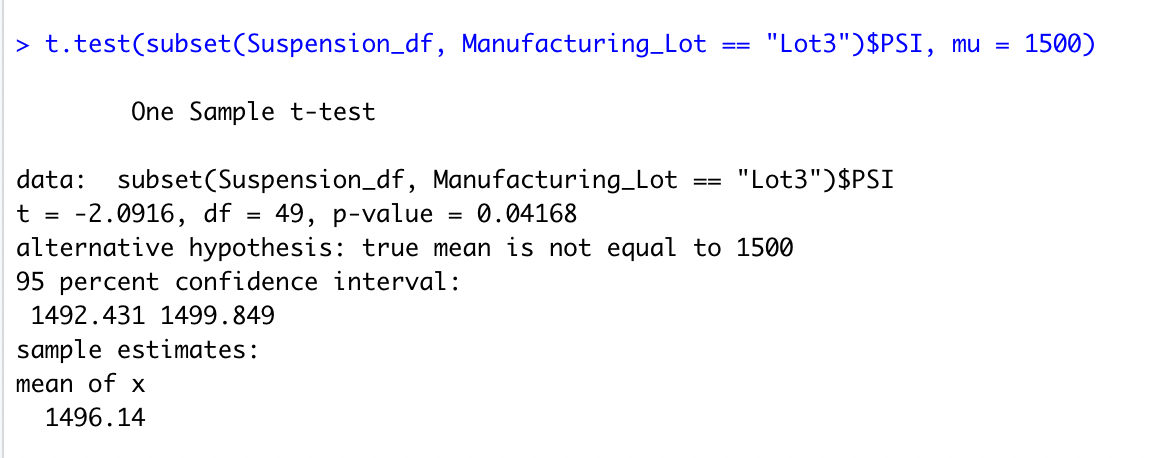 > t.test(subset(Suspension_df, Manufacturing_Lot == "Lot3")$PSI, mu = 1500)
One Sample t-test
data:  subset(Suspension_df, Manufacturing_Lot == "Lot3")$PSI
t = -2.0916, df = 49, p-value = 0.04168
alternative hypothesis: true mean is not equal to 1500
95 percent confidence interval:
1492.431 1499.849
sample estimates:
mean of x
1496.14